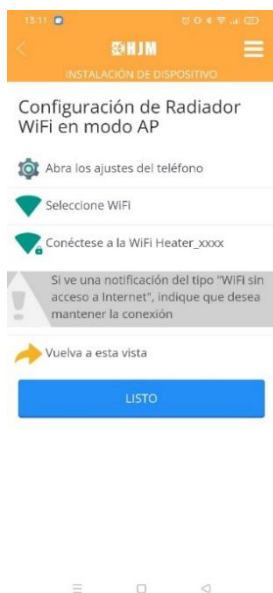 15:11
HJM
INSTALACIÓN DE DISPOSITIVO
Configuración de Radiador
WiFi en modo AP
Abra los ajustes del teléfono
Seleccione WiFi
Conéctese a la WiFi Heater_xxxx
Si ve una notificación del tipo "WiFi sin
acceso a Internet", indique que desea
mantener la conexión
Vuelva a esta vista
LISTO